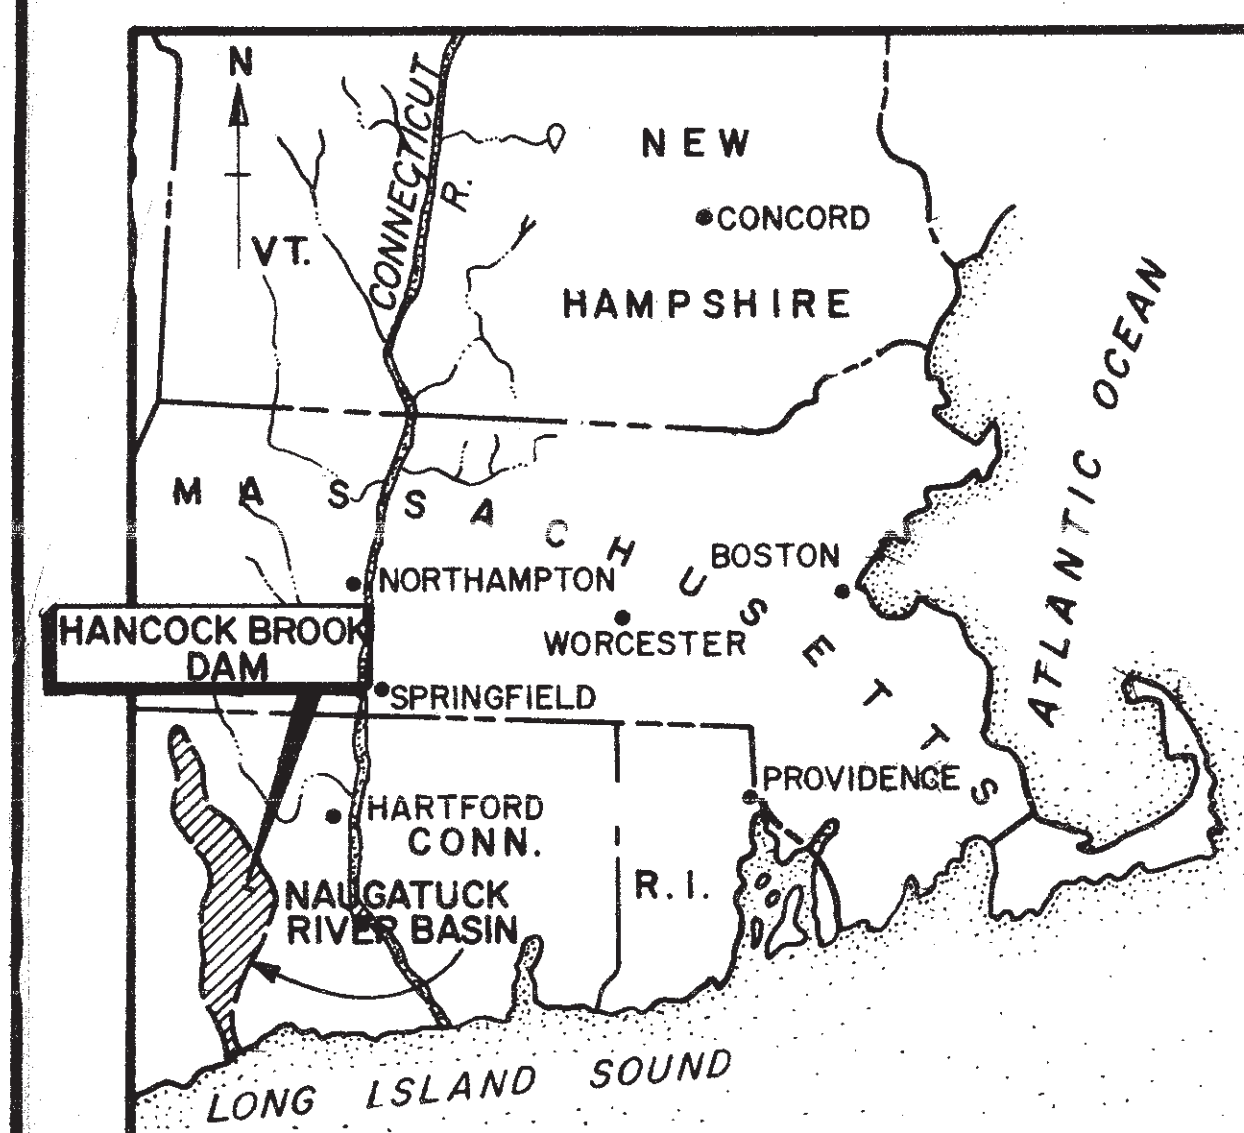 N
CONNECTICUT
R.
NEW
CONCORD
VT.
HAMPSHIRE
ATLANTIC OCEAN
MASSACHUSETTS
BOSTON
NORTHAMPTON
WORCESTER
HANCOCK BROOK
DAM
SPRINGFIELD
PROVIDENCE
HARTFORD
CONN.
R.I.
NAUGATUCK
RIVER BASIN
LONG ISLAND SOUND